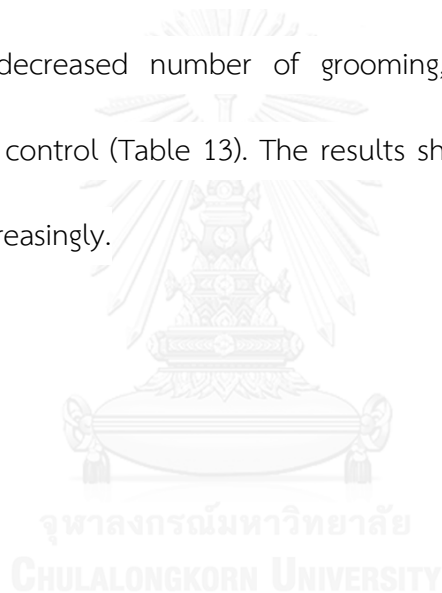 decreased number of grooming,
control (Table 13). The results sh
reasingly.
จุฬาลงกรณ์มหาวิทยาลัย
CHULALONGKORN UNIVERSITY